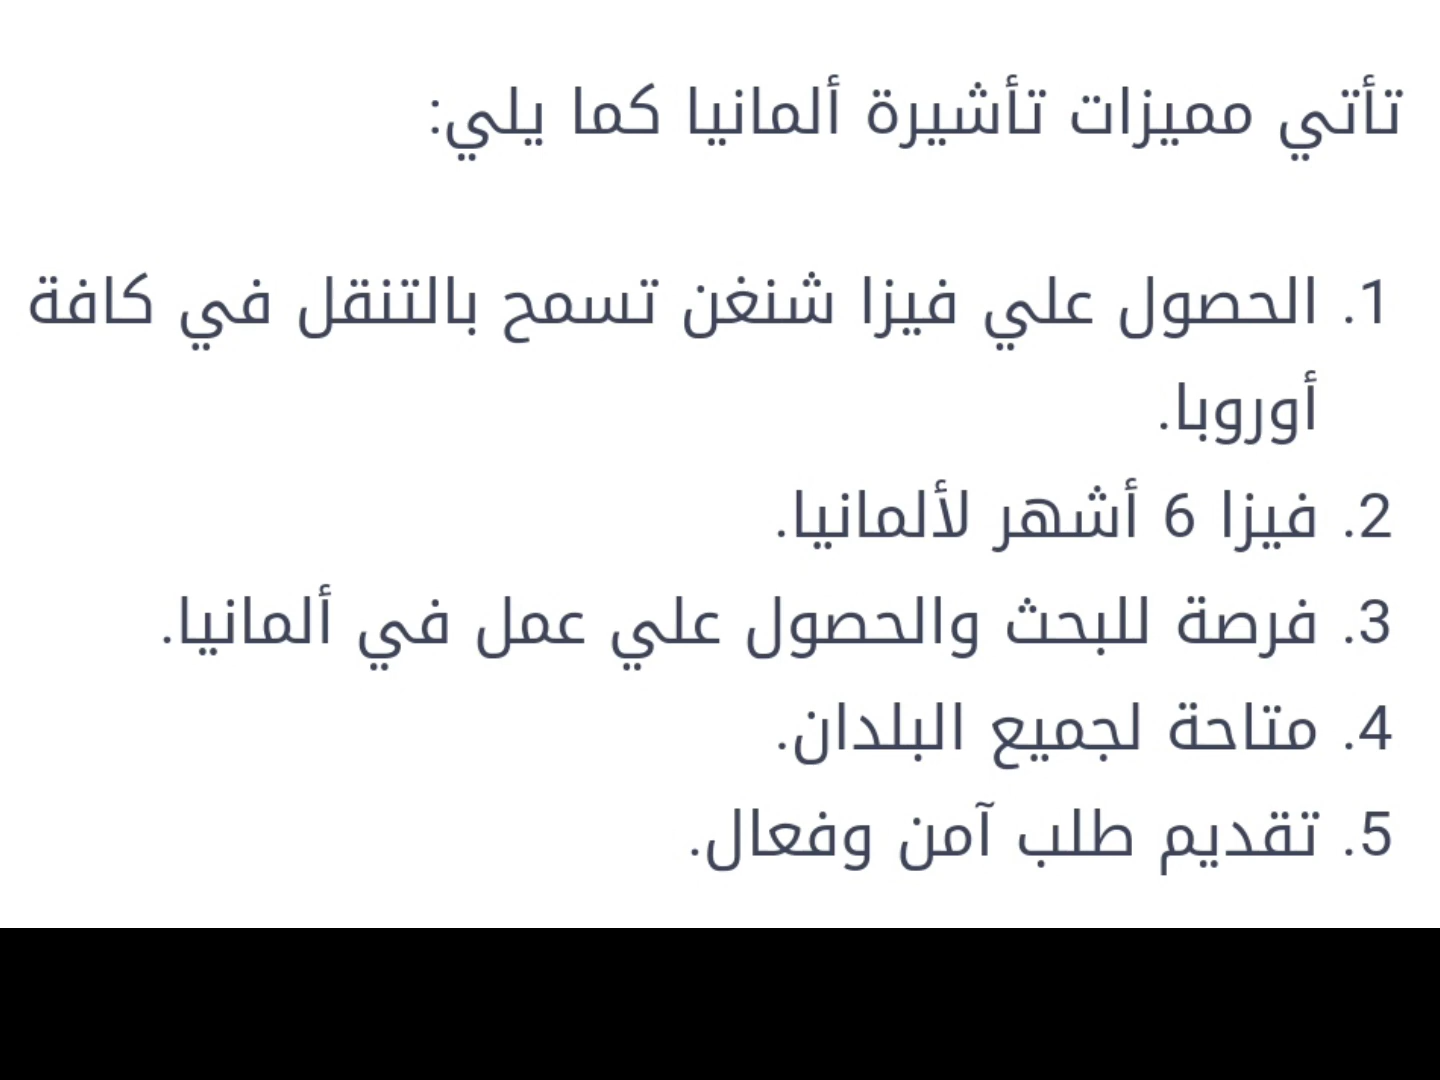 تأتي مميزات تأشيرة ألمانيا كما يلي:
1. الحصول علي فيزا شنغن تسمح بالتنقل في كافة
أوروبا.
2. فيزا 6 أشهر لألمانيا.
3. فرصة للبحث والحصول علي عمل في ألمانيا.
4. متاحة لجميع البلدان.
5. تقديم طلب آمن وفعال.